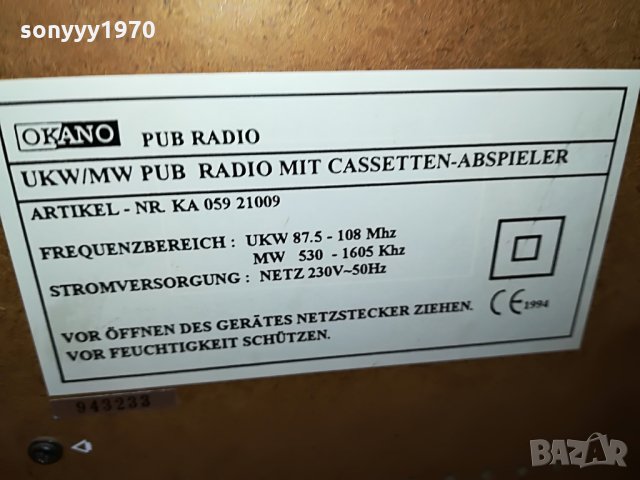 sonyyy1970
OKANO PUB RADIO
UKW/MW PUB RADIO MIT CASSETTEN-ABSPIELER
ARTIKEL - NR. KA 059 21009
FREQUENZBEREICH : UKW 87.5 - 108 Mhz
MW 530 - 1605 Khz
STROMVERSORGUNG : NETZ 230V~50Hz
CE 1994
VOR ÖFFNEN DES GERÄTES NETZSTECKER ZIEHEN.
VOR FEUCHTIGKEIT SCHÜTZEN.
943233
BAZAR